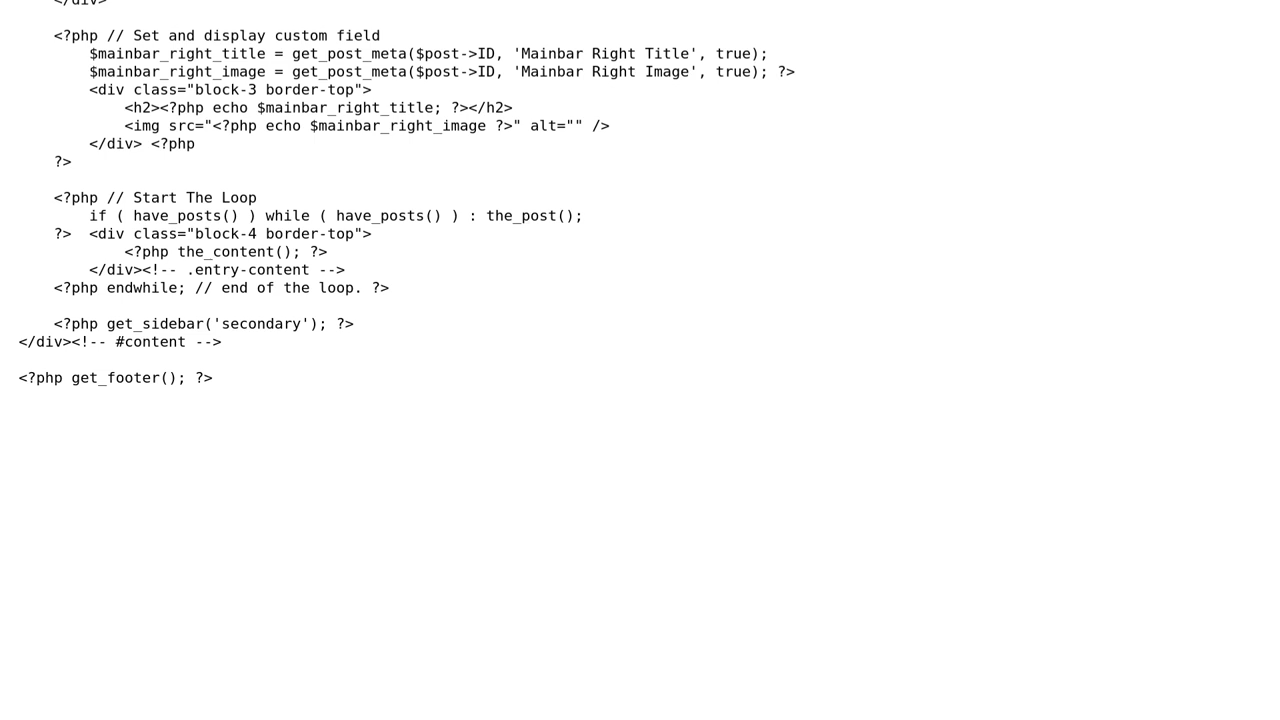 </div>
<?php // Set and display custom field
$mainbar_right_title = get_post_meta($post->ID, 'Mainbar Right Title', true);
$mainbar_right_image = get_post_meta($post->ID, 'Mainbar Right Image', true); ?>
<div class="block-3 border-top">
<h2><?php echo $mainbar_right_title; ?></h2>
<img src="<?php echo $mainbar_right_image ?>" alt="" />
</div> <?php
?>
<?php // Start The Loop
if ( have_posts() ) while ( have_posts() ) : the_post();
?>  <div class="block-4 border-top">
<?php the_content(); ?>
</div><!-- .entry-content -->
<?php endwhile; // end of the loop. ?>
<?php get_sidebar('secondary'); ?>
</div><!-- #content -->
<?php get_footer(); ?>